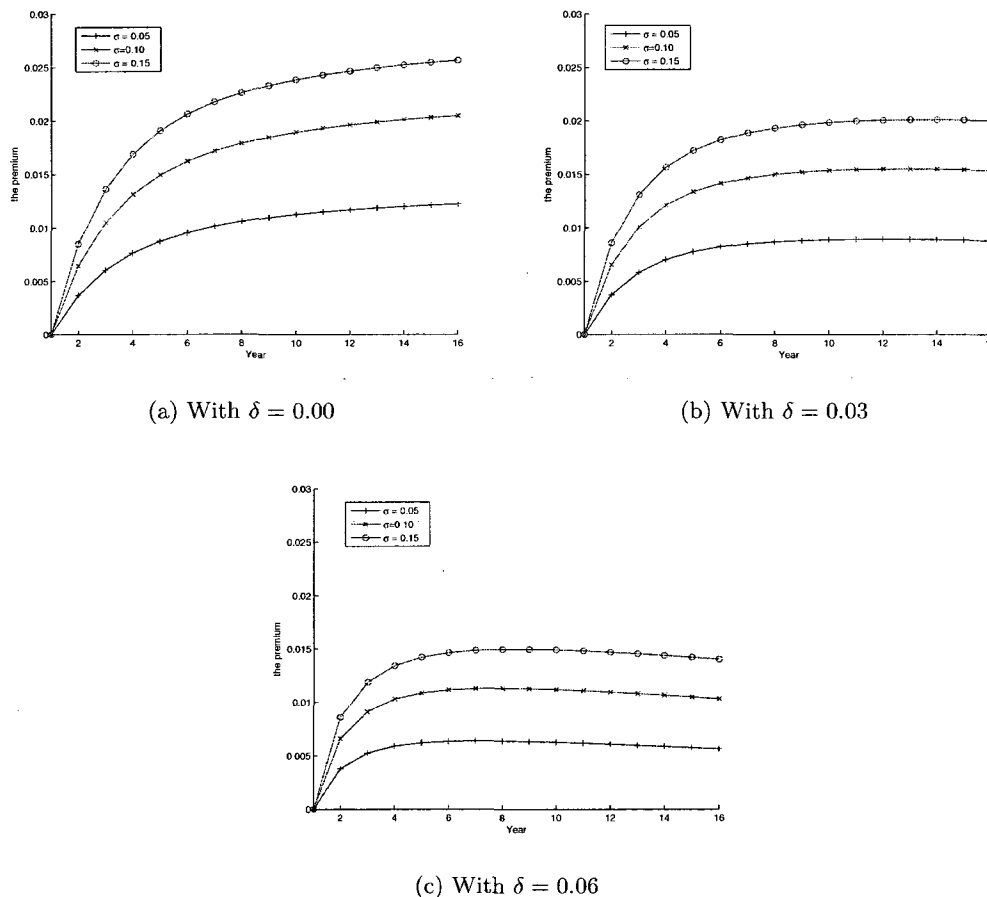 0.03
σ = 0.05
σ=0.10
σ = 0.15
0.025
0.02
0.015
0.01
0.005
0
the premium
2 4 6 8 10 12 14 16
Year
(a) With δ = 0.00
0.03
σ = 0.05
σ=0.10
σ = 0.15
0.025
0.02
0.015
0.01
0.005
0
the premium
2 4 6 8 10 12 14
Year
(b) With δ = 0.03
0.03
σ = 0.05
σ=0.10
σ = 0.15
0.025
0.02
0.015
0.01
0.005
0
the premium
2 4 6 8 10 12 14 16
Year
(c) With δ = 0.06